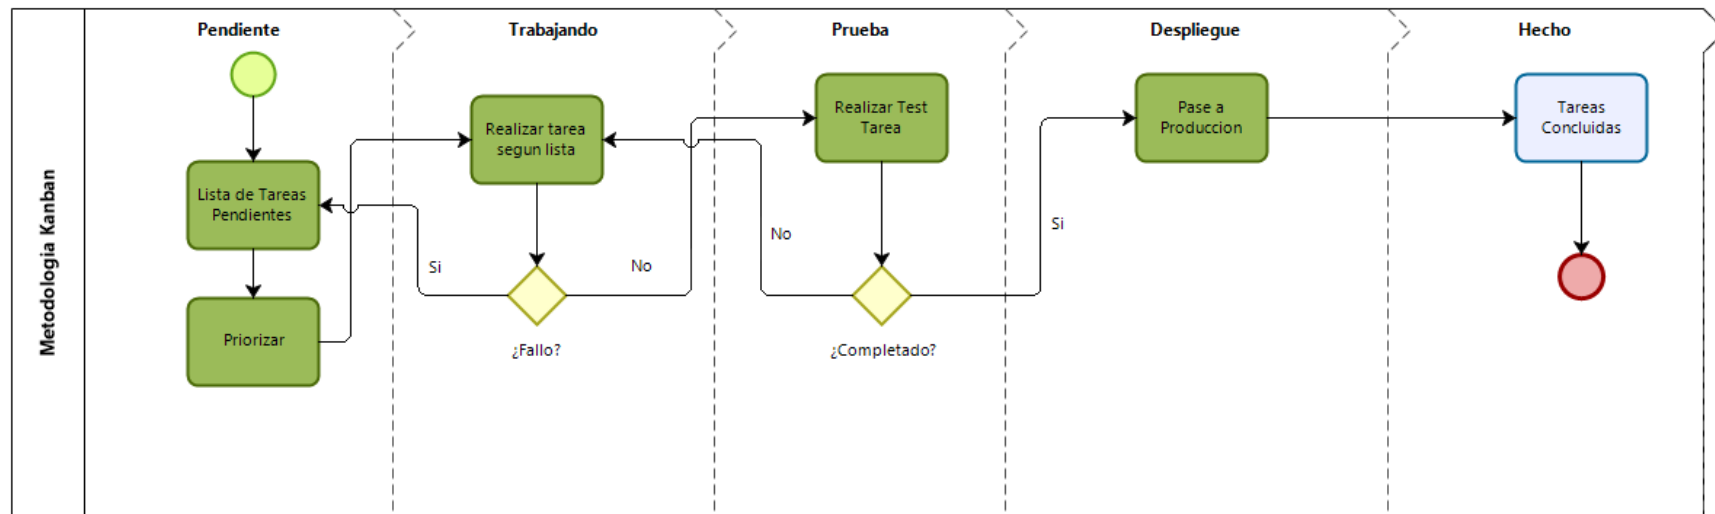 Metodologia Kanban
Pendiente
Trabajando
Prueba
Despliegue
Hecho
Lista de Tareas
Pendientes
Priorizar
Realizar tarea
segun lista
Si
No
¿Fallo?
Realizar Test
Tarea
No
Si
¿Completado?
Pase a
Produccion
Tareas
Concluidas